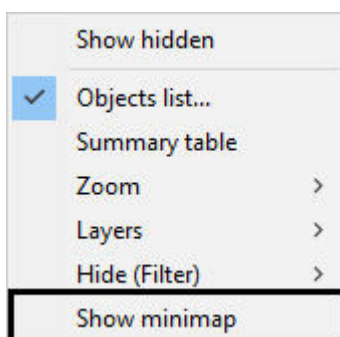 Show hidden
Objects list...
Summary table
Zoom
Layers
Hide (Filter)
Show minimap